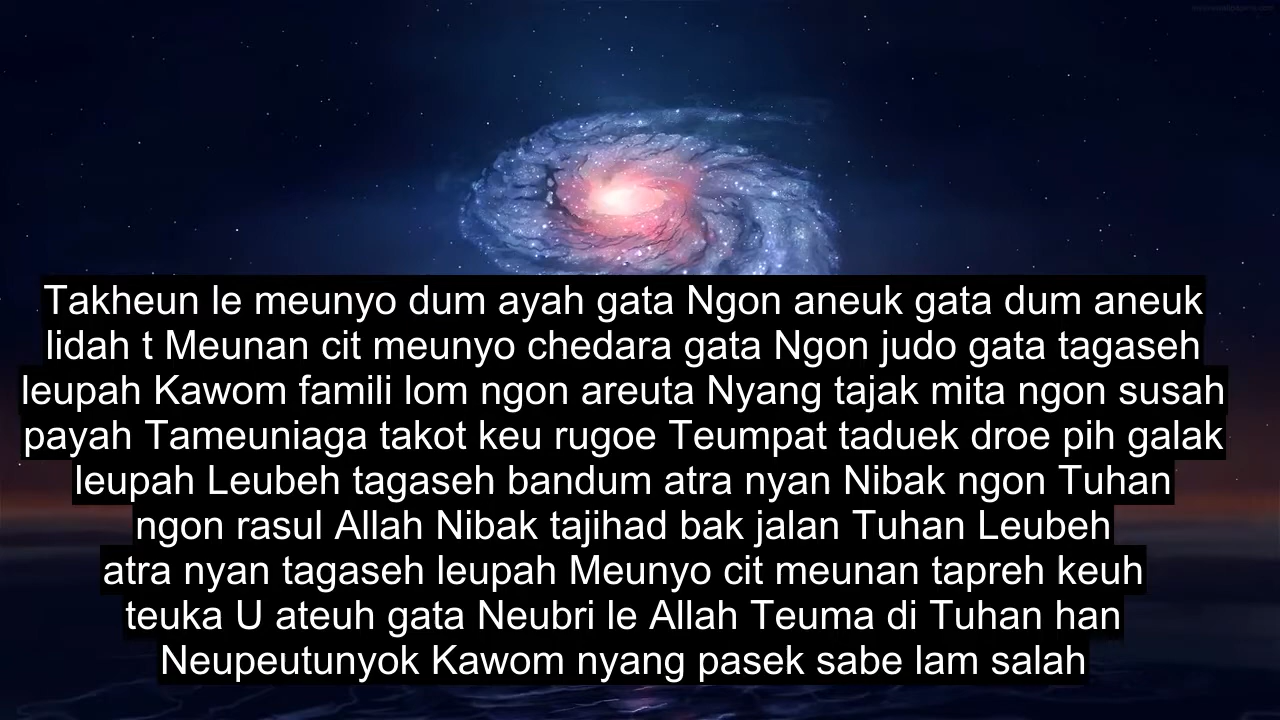 Takheun le meunyo dum ayah gata Ngon aneuk gata dum aneuk
lidah t Meunan cit meunyo chedara gata Ngon judo gata tagaseh
leupah Kawom famili lom ngon areuta Nyang tajak mita ngon susah
payah Tameuniaga takot keu rugoe Teumpat taduek droe pih galak
leupah Leubeh tagaseh bandum atra nyan Nibak ngon Tuhan
ngon rasul Allah Nibak tajihad bak jalan Tuhan Leubeh
atra nyan tagaseh leupah Meunyo cit meunan tapreh keuh
teuka U ateuh gata Neubri le Allah Teuma di Tuhan han
Neupeutunyok Kawom nyang pasek sabe lam salah